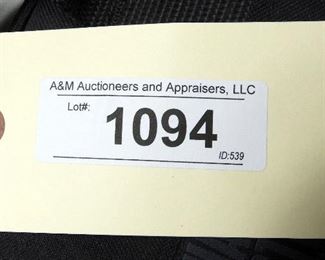 A&M Auctioneers and Appraisers, LLC
Lot#:
1094
ID:539